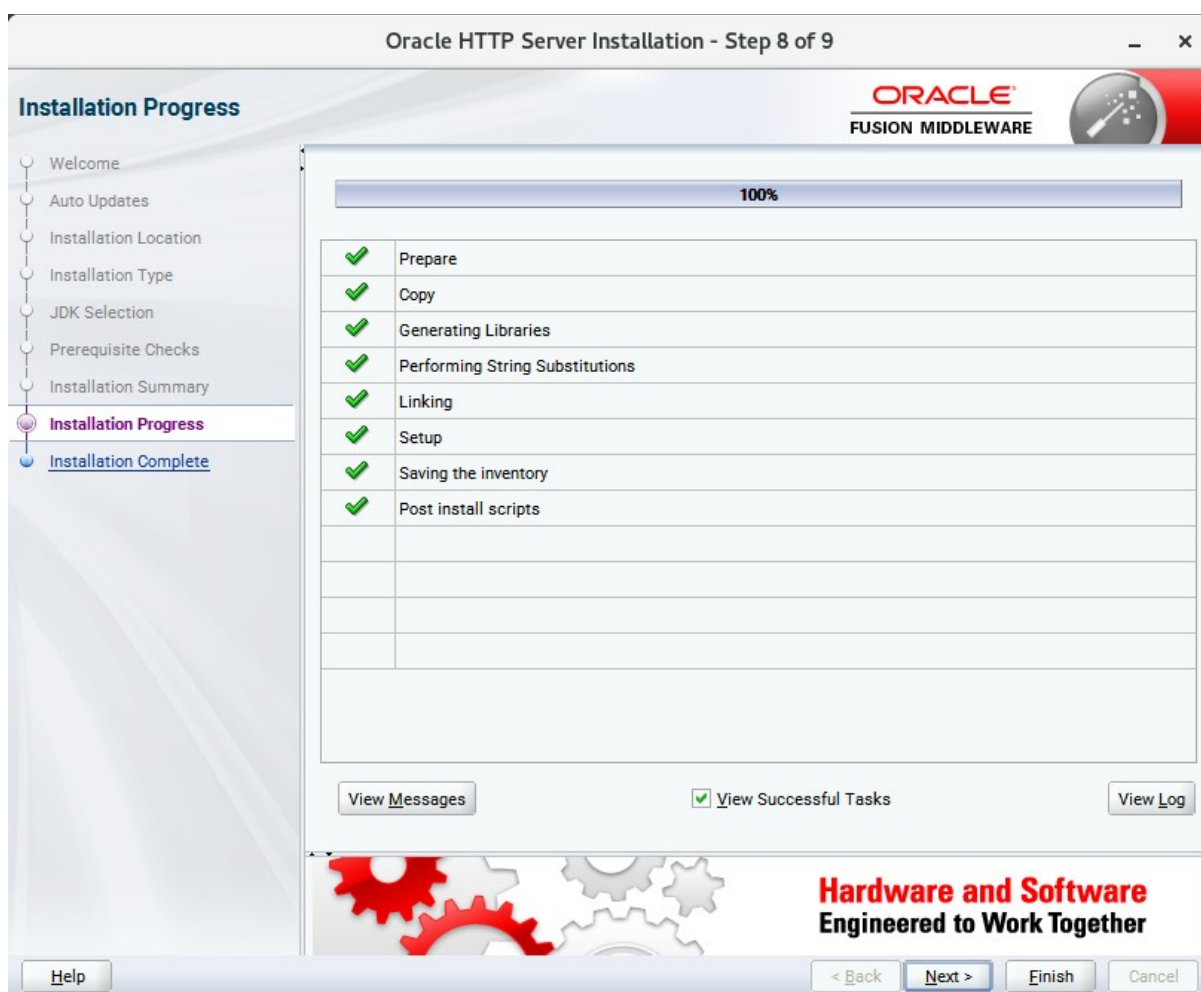 Oracle HTTP Server Installation - Step 8 of 9
Installation Progress
ORACLE
FUSION MIDDLEWARE
Welcome
Auto Updates
Installation Location
Installation Type
JDK Selection
Prerequisite Checks
Installation Summary
Installation Progress
Installation Complete
100%
Prepare
Copy
Generating Libraries
Performing String Substitutions
Linking
Setup
Saving the inventory
Post install scripts
View Messages
View Successful Tasks
View Log
Hardware and Software
Engineered to Work Together
Help
< Back
Next >
Finish
Cancel